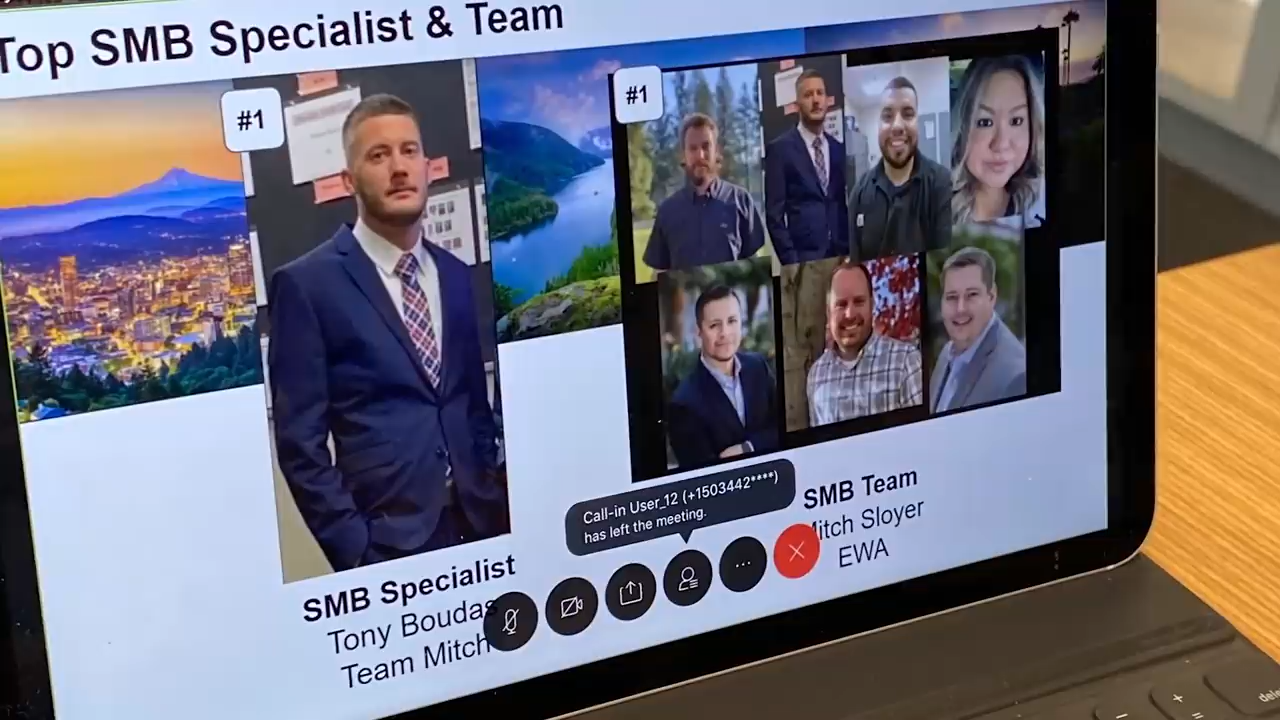 Top SMB Specialist & Team
#1
#1
SMB Specialist
Tony Boudas
Team Mitch
Call-in User_12 (+1503442****)
has left the meeting.
SMB Team
Mitch Sloyer
EWA
+
=